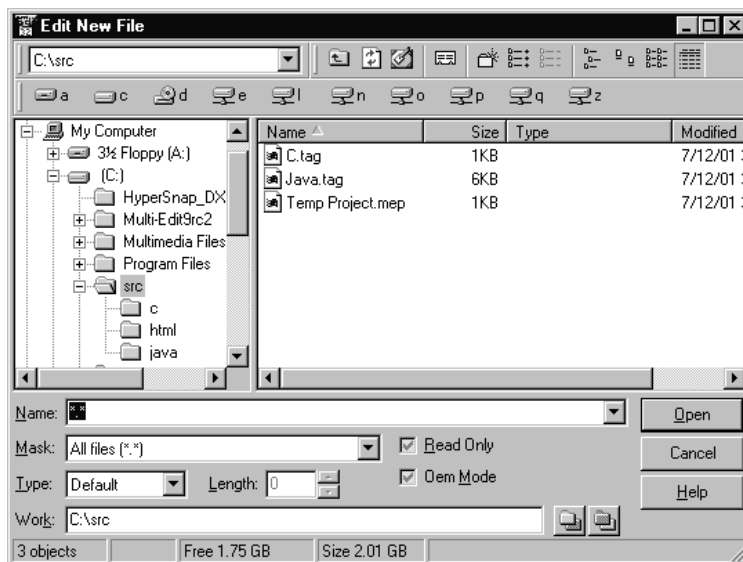 Edit New File
C:\src
a c d e l n o p q z
My Computer
3½ Floppy (A:)
(C:)
HyperSnap_DX
Multi-Edit9rc2
Multimedia Files
Program Files
src
c
html
java
Name Size Type Modified
C.tag 1KB 7/12/01
Java.tag 6KB 7/12/01
Temp Project.mep 1KB 7/12/01
Name: *.* Open
Mask: All files (*.*) Read Only Cancel
Type: Default Length: 0 Oem Mode Help
Work: C:\src
3 objects Free 1.75 GB Size 2.01 GB